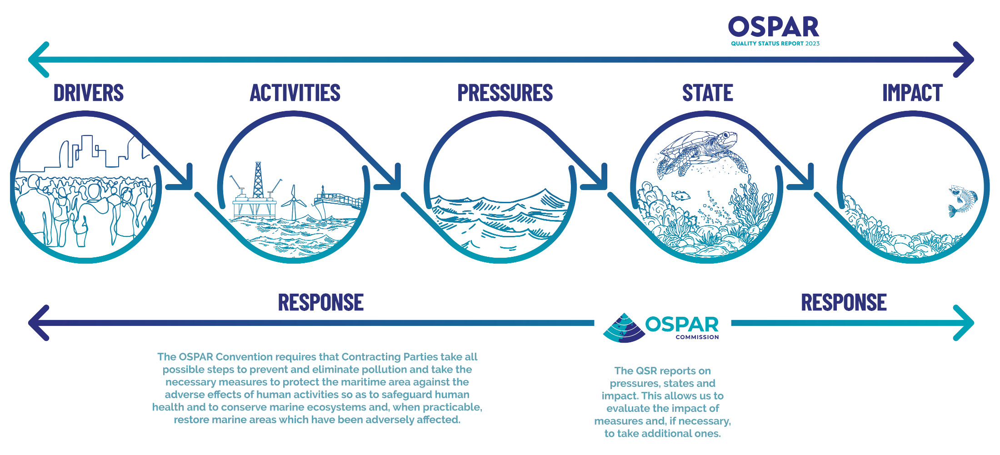 OSPAR
QUALITY STATUS REPORT 2023
DRIVERS
ACTIVITIES
PRESSURES
STATE
IMPACT
RESPONSE
RESPONSE
OSPAR
COMMISSION
The OSPAR Convention requires that Contracting Parties take all
possible steps to prevent and eliminate pollution and take the
necessary measures to protect the maritime area against the
adverse effects of human activities so as to safeguard human
health and to conserve marine ecosystems and, when practicable,
restore marine areas which have been adversely affected.
The QSR reports on
pressures, states and
impact. This allows us to
evaluate the impact of
measures and, if necessary,
to take additional ones.